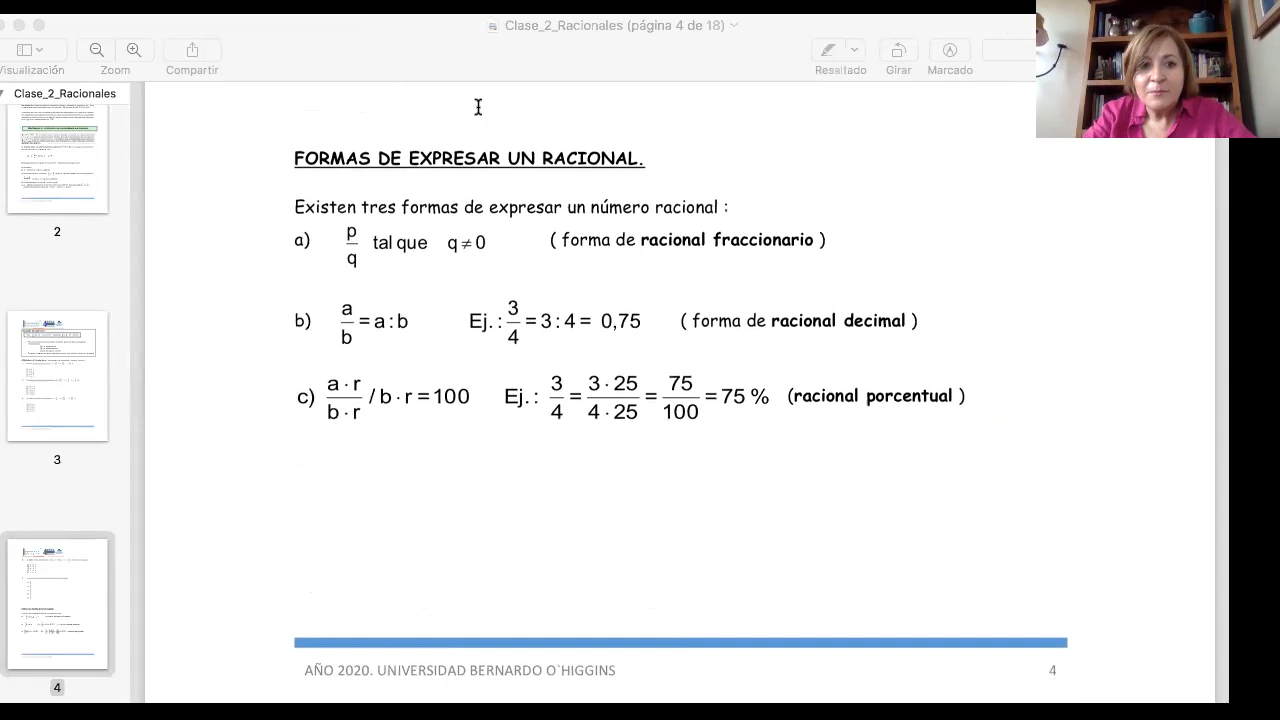 Clase_2_Racionales (página 4 de 18)
Visualización Zoom Compartir Resaltado Girar Marcado
Clase_2_Racionales
2
3
4
FORMAS DE EXPRESAR UN RACIONAL.
Existen tres formas de expresar un número racional :
a) p/q tal que q ≠ 0 ( forma de racional fraccionario )
b) a/b = a : b Ej. : 3/4 = 3 : 4 = 0,75 ( forma de racional decimal )
c) a · r/b · r / b · r = 100 Ej. : 3/4 = 3 · 25/4 · 25 = 75/100 = 75 % (racional porcentual )
AÑO 2020. UNIVERSIDAD BERNARDO O`HIGGINS 4